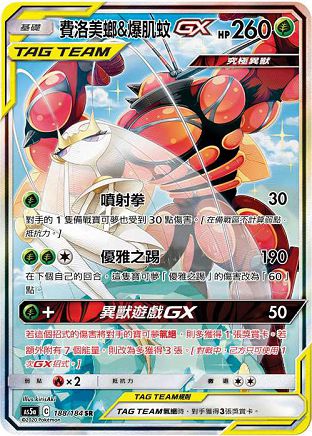 基礎 費洛美螂&爆肌蚊GX HP260
TAG TEAM
究極異獸
噴射拳 30
對手的1隻備戰寶可夢也受到30點傷害。[在備戰區不計算弱點、
抵抗力。]
優雅之踢 190
在下個自己的回合,這隻寶可夢「優雅之踢」的傷害改為「60」
點。
+ 異獸遊戲GX 50
若這個招式的傷害將對手的寶可夢氣絕,則多獲得1張獎賞卡。若
額外附有7個能量,則改為多獲得3張。[對戰中,己方只可使用1
次GX招式。]
弱點 ×2 抵抗力 撤退
Illus.kirisAki
TAG TEAM規則
AS5a C 188/184 SR
©2020 Pokémon
TAG TEAM氣絕時,對手獲得3張獎賞卡。